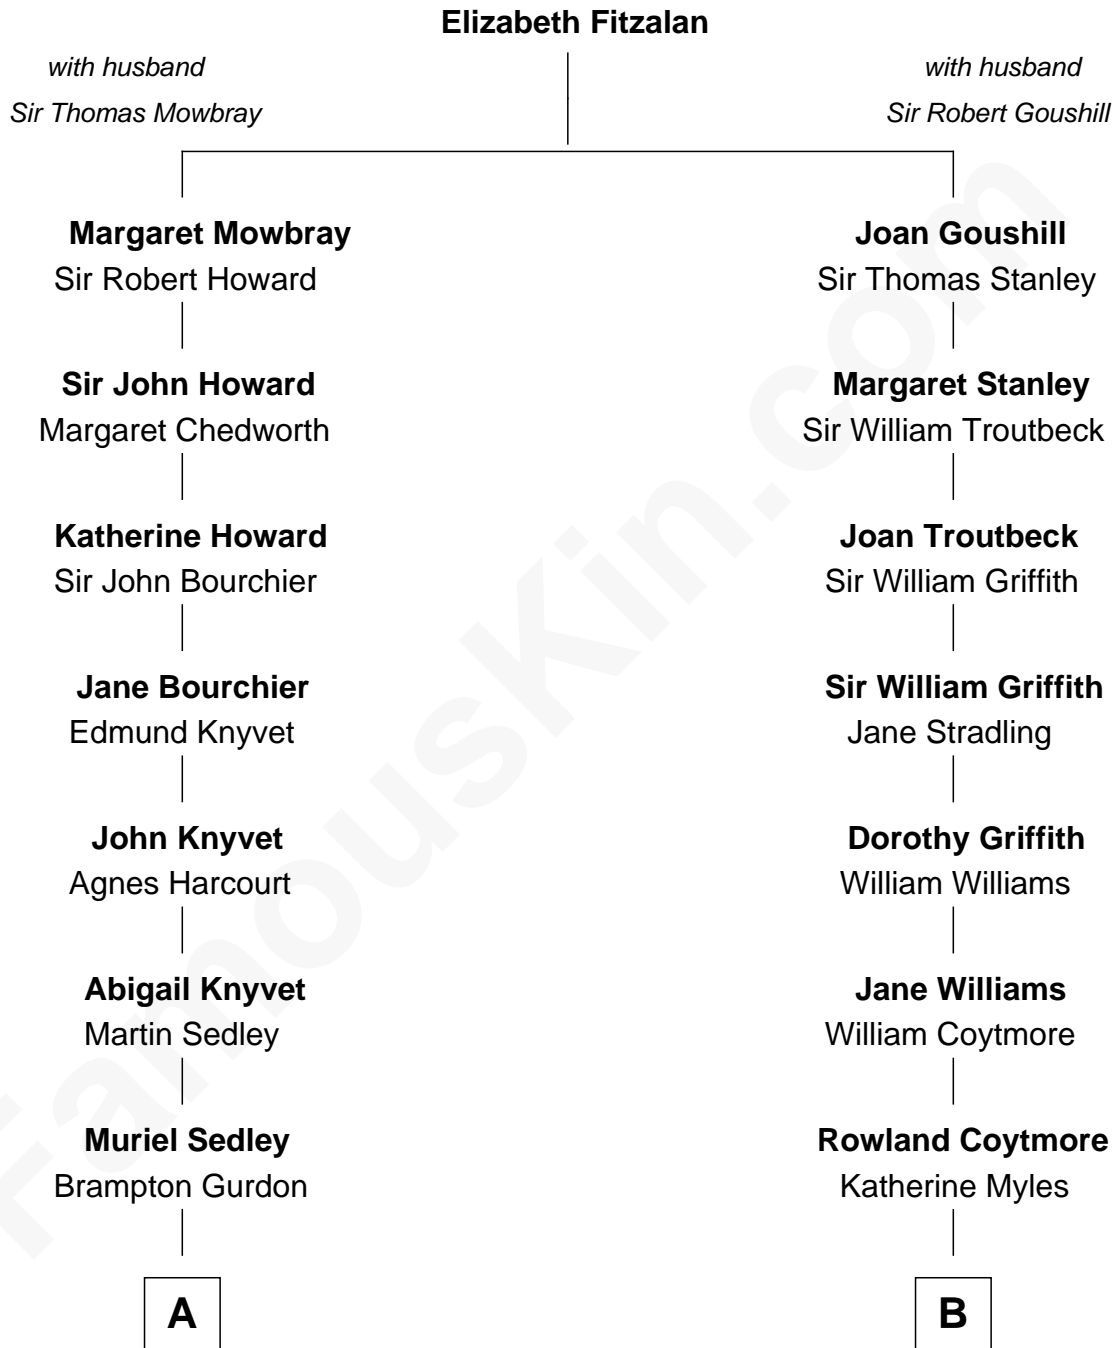 Elizabeth Fitzalan
with husband
Sir Thomas Mowbray
with husband
Sir Robert Goushill
Margaret Mowbray
Sir Robert Howard
Joan Goushill
Sir Thomas Stanley
Sir John Howard
Margaret Chedworth
Margaret Stanley
Sir William Troutbeck
Katherine Howard
Sir John Bourchier
Joan Troutbeck
Sir William Griffith
Jane Bourchier
Edmund Knyvet
Sir William Griffith
Jane Stradling
John Knyvet
Agnes Harcourt
Dorothy Griffith
William Williams
Abigail Knyvet
Martin Sedley
Jane Williams
William Coytmore
Muriel Sedley
Brampton Gurdon
Rowland Coytmore
Katherine Myles
A
B
FamousKin.com